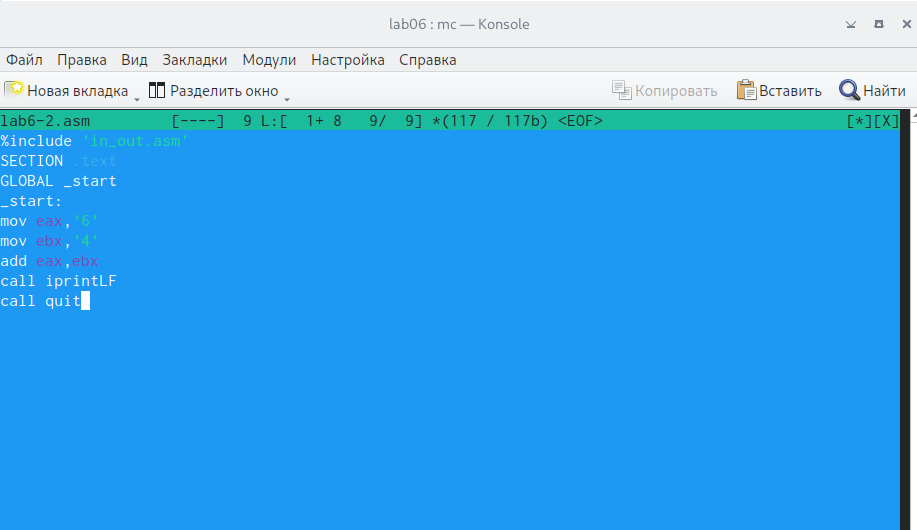 lab06 : mc — Konsole
Файл Правка Вид Закладки Модули Настройка Справка
Новая вкладка Разделить окно Копировать Вставить Найти
lab6-2.asm [----] 9 L:[ 1+ 8 9/ 9] *(117 / 117b) <EOF> [*][X]
%include 'in_out.asm'
SECTION .text
GLOBAL _start
_start:
mov eax,'6'
mov ebx,'4'
add eax,ebx
call iprintLF
call quit